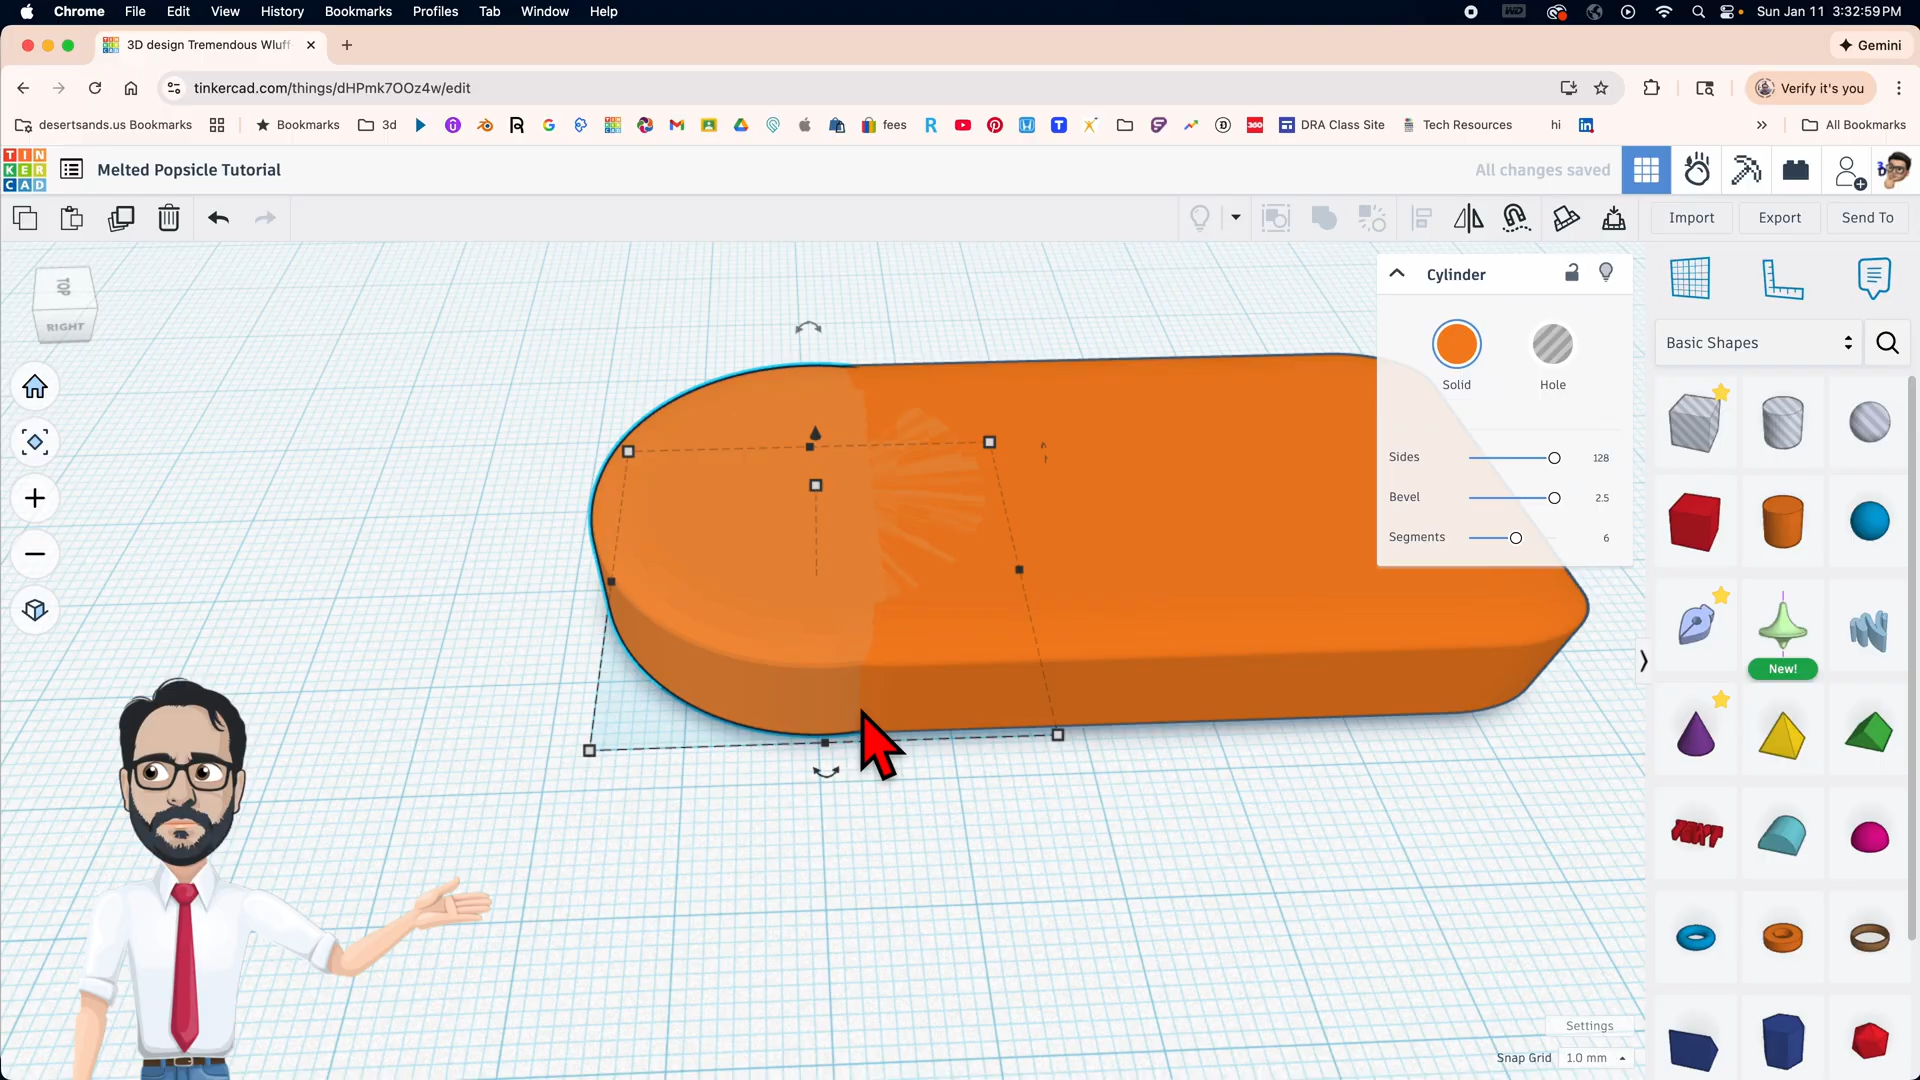 Chrome File Edit View History Bookmarks Profiles Tab Window Help
Sun Jan 11 3:32:59 PM
3D design Tremendous Wluff
Gemini
tinkercad.com/things/dHPmk7OOz4w/edit
Verify it's you
desertsands.us Bookmarks
Bookmarks
3d
fees
DRA Class Site
Tech Resources
hi
All Bookmarks
TIN
KER
CAD
Melted Popsicle Tutorial
All changes saved
Import
Export
Send To
TOP
RIGHT
Cylinder
Solid
Hole
Sides 128
Bevel 2.5
Segments 6
Basic Shapes
New!
TEXT
Settings
Snap Grid 1.0 mm